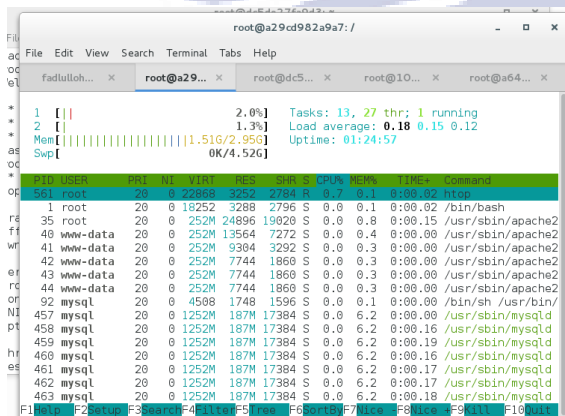 root@a29cd982a9a7: /
File Edit View Search Terminal Tabs Help
fadlulloh... × root@a29... × root@dc5... × root@10... × root@a64... ×
1 [|| 2.0%] Tasks: 13, 27 thr; 1 running
2 [| 1.3%] Load average: 0.18 0.15 0.12
Mem[||||||||||||||||||||1.51G/2.95G] Uptime: 01:24:57
Swp[ 0K/4.52G]
PID USER PRI NI VIRT RES SHR S CPU% MEM% TIME+ Command
561 root 20 0 22868 3252 2784 R 0.7 0.1 0:00.02 htop
1 root 20 0 18252 3288 2796 S 0.0 0.1 0:00.02 /bin/bash
35 root 20 0 252M 24896 19020 S 0.0 0.8 0:00.15 /usr/sbin/apache2
40 www-data 20 0 252M 13564 7272 S 0.0 0.4 0:00.00 /usr/sbin/apache2
41 www-data 20 0 252M 9304 3292 S 0.0 0.3 0:00.00 /usr/sbin/apache2
42 www-data 20 0 252M 7744 1860 S 0.0 0.3 0:00.00 /usr/sbin/apache2
43 www-data 20 0 252M 7744 1860 S 0.0 0.3 0:00.00 /usr/sbin/apache2
44 www-data 20 0 252M 7744 1860 S 0.0 0.3 0:00.00 /usr/sbin/apache2
92 mysql 20 0 4508 1748 1596 S 0.0 0.1 0:00.00 /bin/sh /usr/bin/
457 mysql 20 0 1252M 187M 17384 S 0.0 6.2 0:00.18 /usr/sbin/mysqld
458 mysql 20 0 1252M 187M 17384 S 0.0 6.2 0:00.16 /usr/sbin/mysqld
459 mysql 20 0 1252M 187M 17384 S 0.0 6.2 0:00.19 /usr/sbin/mysqld
460 mysql 20 0 1252M 187M 17384 S 0.0 6.2 0:00.16 /usr/sbin/mysqld
461 mysql 20 0 1252M 187M 17384 S 0.0 6.2 0:00.17 /usr/sbin/mysqld
462 mysql 20 0 1252M 187M 17384 S 0.0 6.2 0:00.17 /usr/sbin/mysqld
463 mysql 20 0 1252M 187M 17384 S 0.0 6.2 0:00.18 /usr/sbin/mysqld
F1Help F2Setup F3SearchF4FilterF5Tree F6SortByF7Nice -F8Nice +F9Kill F10Quit